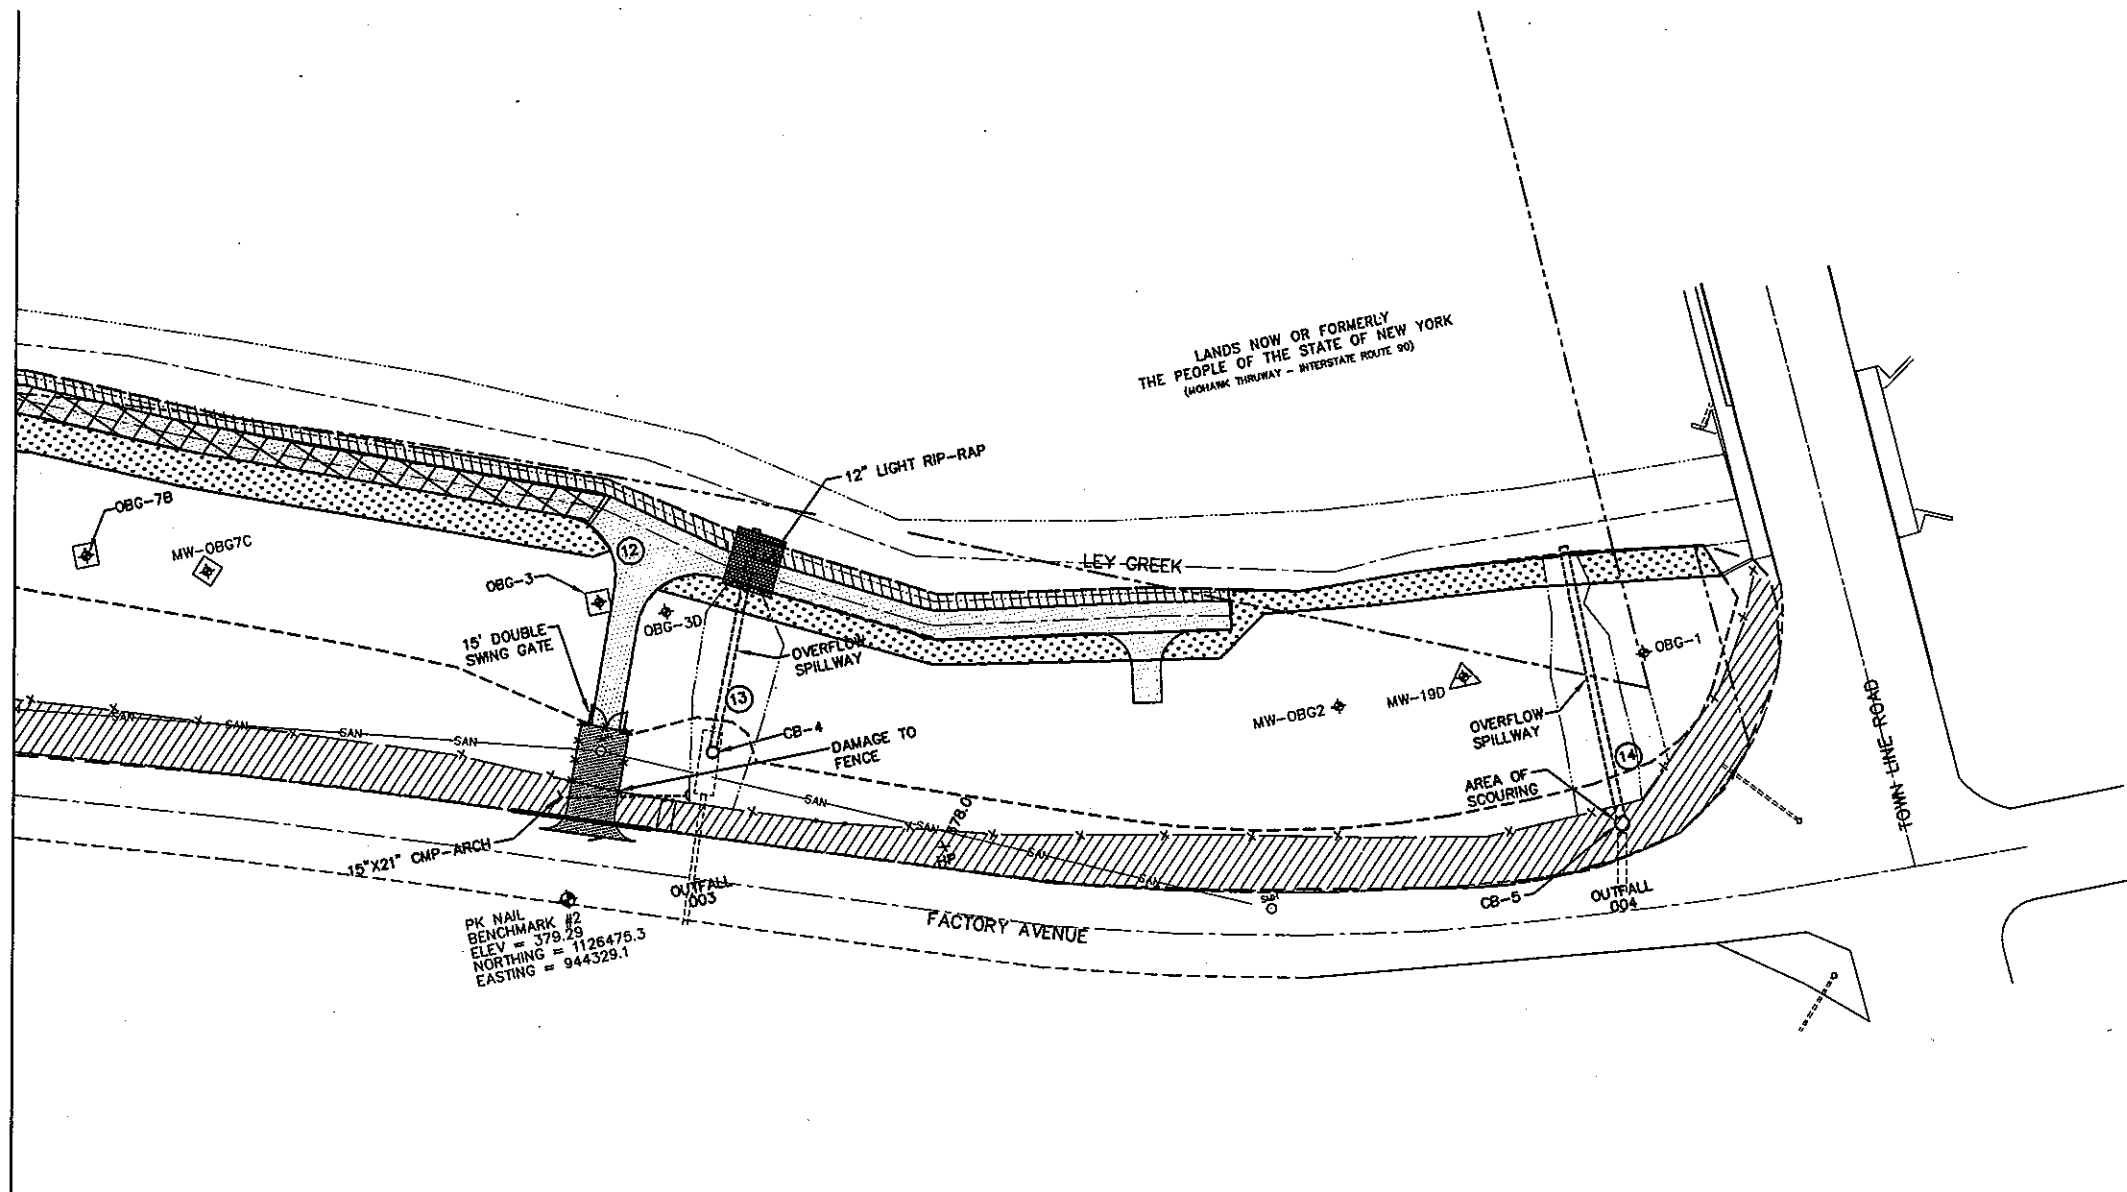 LANDS NOW OR FORMERLY
THE PEOPLE OF THE STATE OF NEW YORK
(MOHAWK THRUWAY - INTERSTATE ROUTE 90)
12" LIGHT RIP-RAP
OBG-7B
MW-OBG7C
12
LEY CREEK
OBG-3
OBG-3D
15' DOUBLE
SWING GATE
OVERFLOW
SPILLWAY
13
OBG-1
MW-19D
MW-OBG2
OVERFLOW
SPILLWAY
TOWN LINE ROAD
SAN
SAN
SAN
SAN
CB-4
DAMAGE TO
FENCE
14
AREA OF
SCOURING
SAN
SAN
378.0
HP
SAN
SAN
15"X21" CMP-ARCH
OUTFALL
003
SAN
CB-5
OUTFALL
004
PK NAIL
BENCHMARK #2
ELEV = 379.29
NORTHING = 1126475.3
EASTING = 944329.1
FACTORY AVENUE